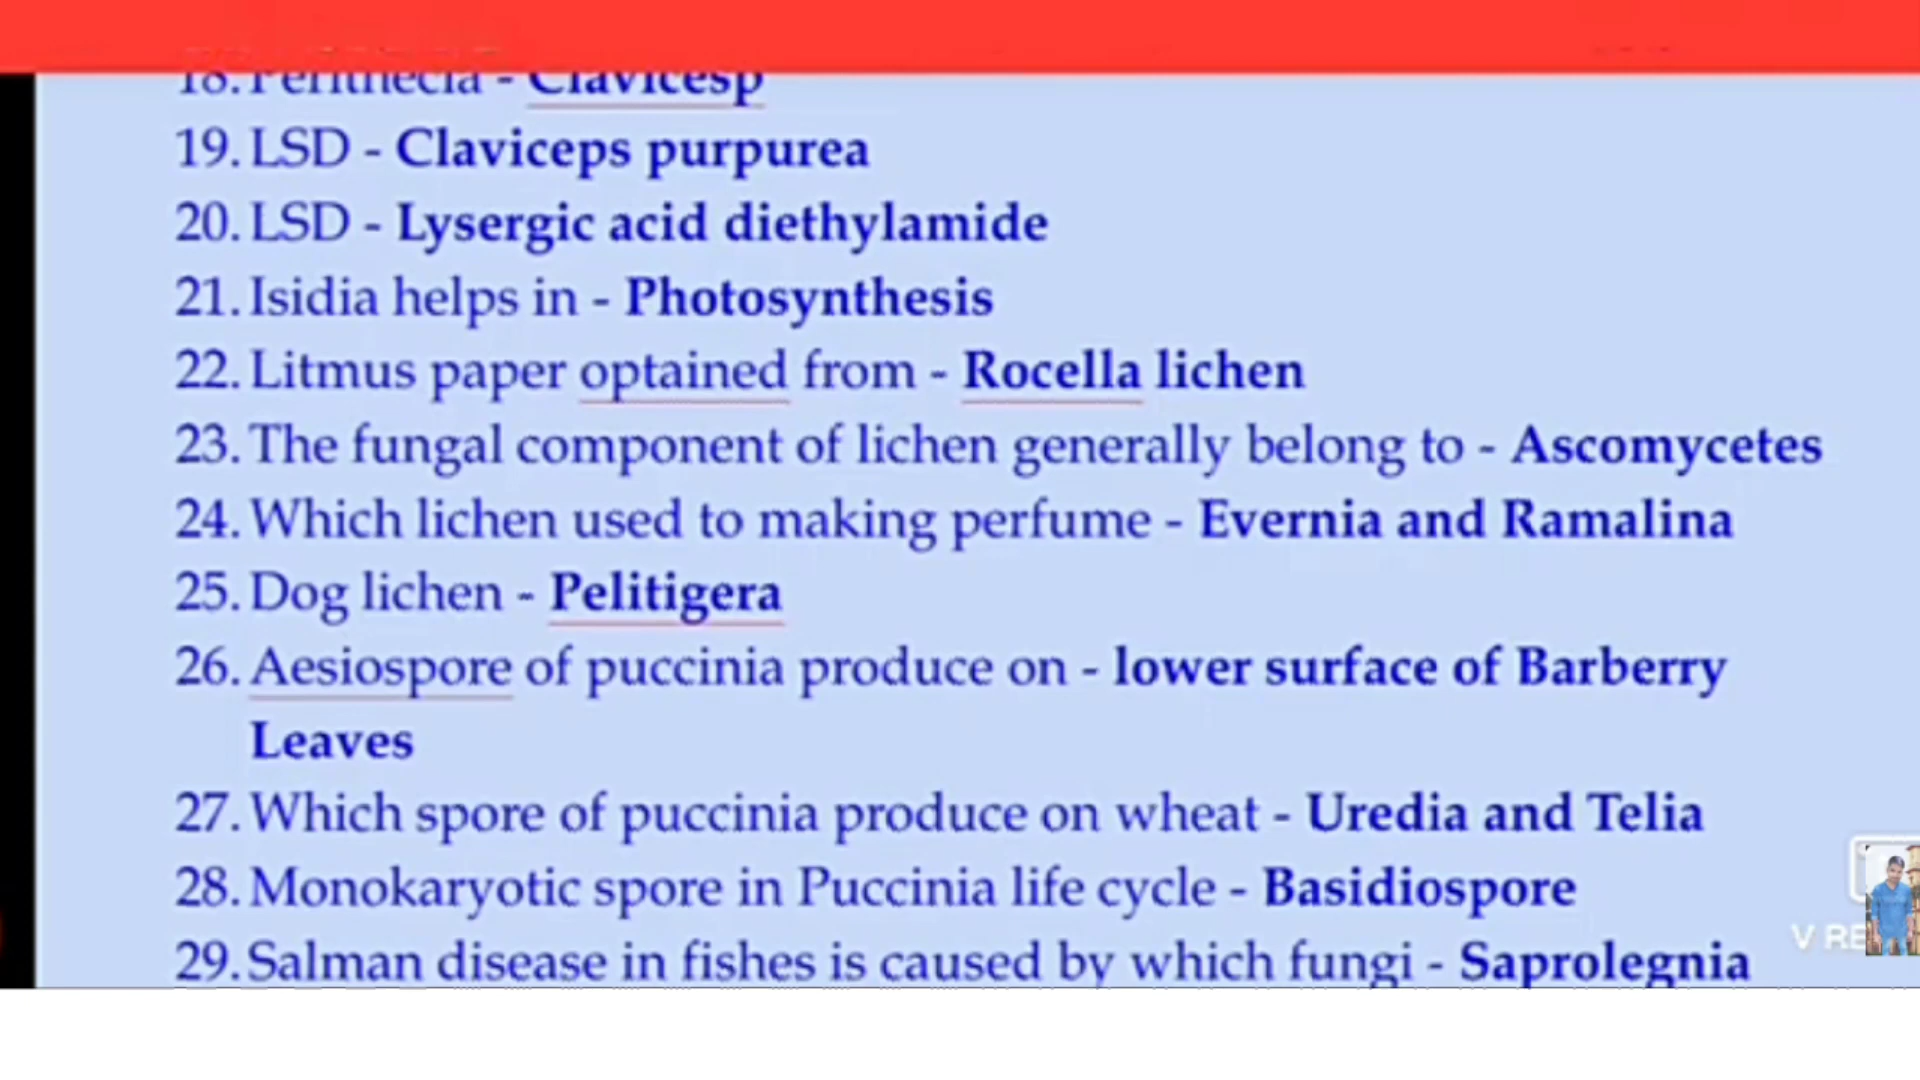 18. Perithecia - Clavicesp
19. LSD - Claviceps purpurea
20. LSD - Lysergic acid diethylamide
21. Isidia helps in - Photosynthesis
22. Litmus paper optained from - Rocella lichen
23. The fungal component of lichen generally belong to - Ascomycetes
24. Which lichen used to making perfume - Evernia and Ramalina
25. Dog lichen - Pelitigera
26. Aesiospore of puccinia produce on - lower surface of Barberry
Leaves
27. Which spore of puccinia produce on wheat - Uredia and Telia
28. Monokaryotic spore in Puccinia life cycle - Basidiospore
29. Salman disease in fishes is caused by which fungi - Saprolegnia